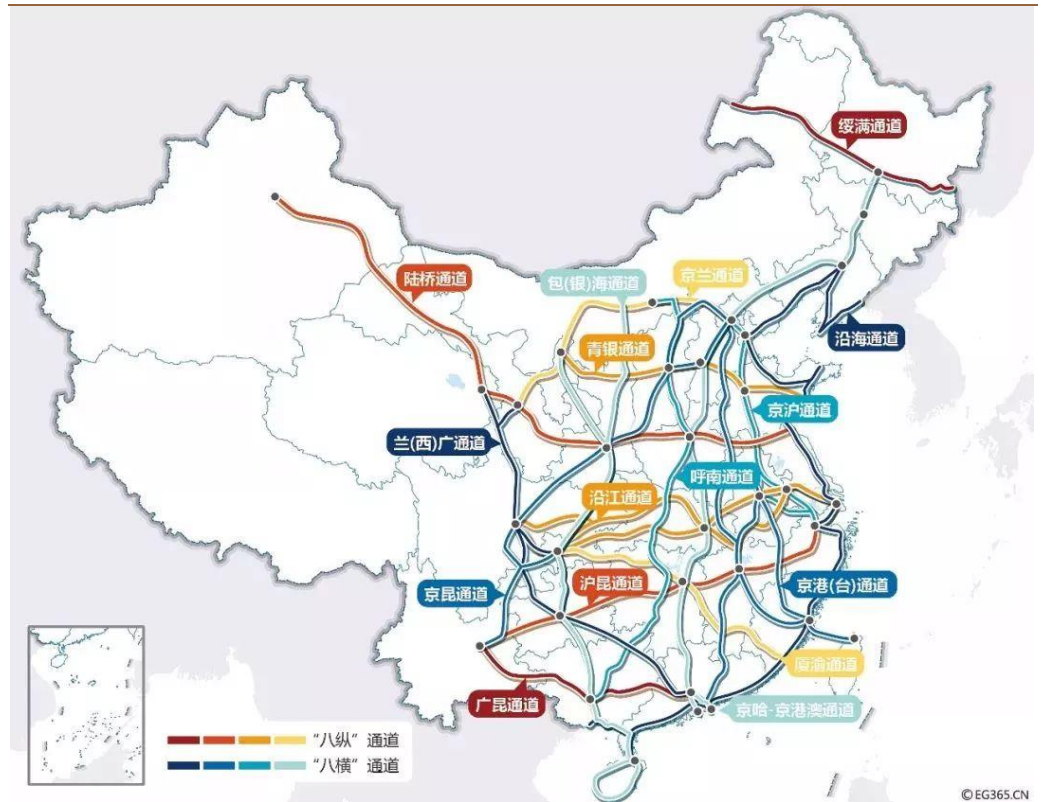 绥满通道
陆桥通道
包(银)海通道
京兰通道
沿海通道
青银通道
京沪通道
兰(西)广通道
呼南通道
沿江通道
京昆通道
沪昆通道
京港(台)通道
厦渝通道
广昆通道
京哈-京港澳通道
“八纵”通道
“八横”通道
©EG365.CN